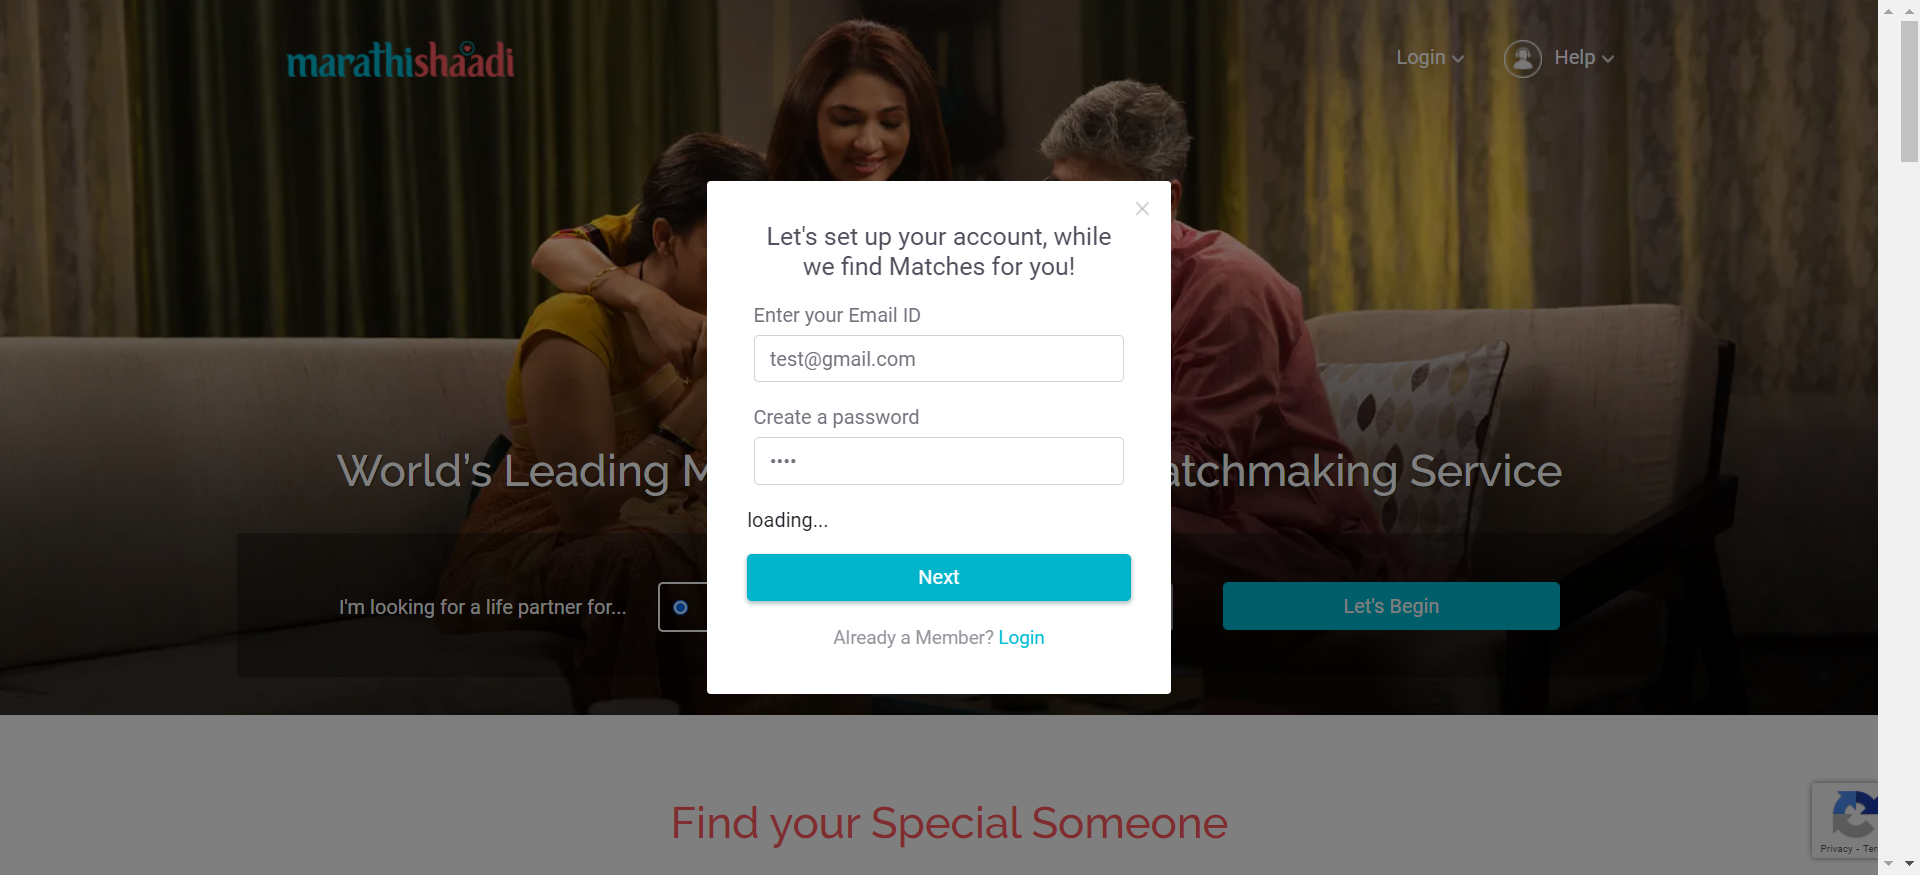 marathishaadi
Login
Help
Let's set up your account, while
we find Matches for you!
Enter your Email ID
test@gmail.com
Create a password
••••
loading...
Next
Already a Member? Login
World's Leading M
atchmaking Service
I'm looking for a life partner for...
Let's Begin
Find your Special Someone
Privacy - Ter